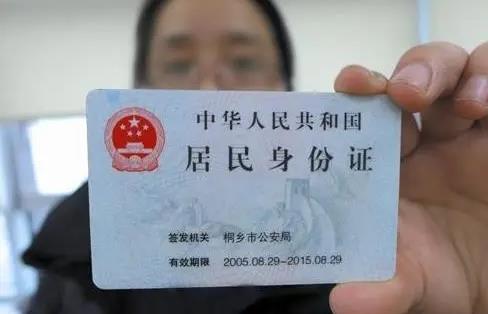 中华人民共和国
居民身份证
签发机关 桐乡市公安局
有效期限 2005.08.29-2015.08.29